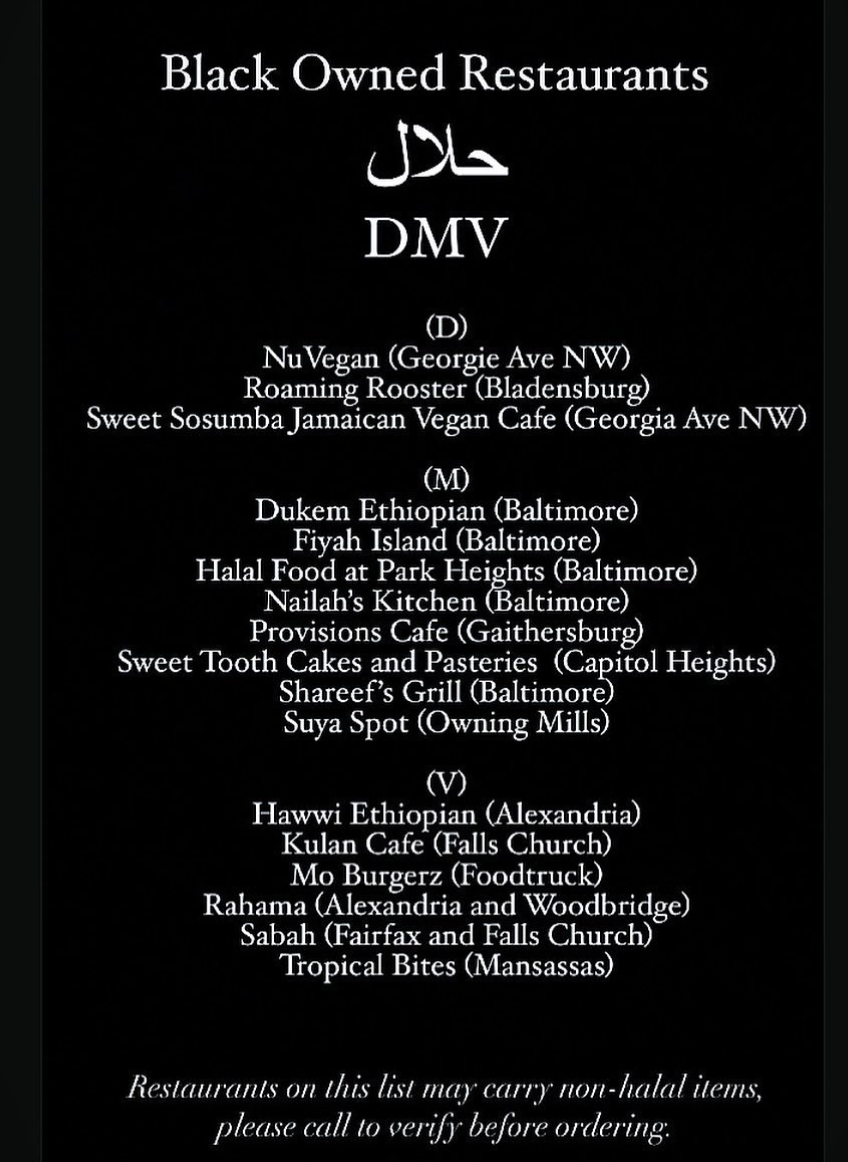 Black Owned Restaurants
حلال
DMV
(D)
NuVegan (Georgie Ave NW)
Roaming Rooster (Bladensburg)
Sweet Sosumba Jamaican Vegan Cafe (Georgia Ave NW)
(M)
Dukem Ethiopian (Baltimore)
Fiyah Island (Baltimore)
Halal Food at Park Heights (Baltimore)
Nailah’s Kitchen (Baltimore)
Provisions Cafe (Gaithersburg)
Sweet Tooth Cakes and Pasteries (Capitol Heights)
Shareef’s Grill (Baltimore)
Suya Spot (Owning Mills)
(V)
Hawwi Ethiopian (Alexandria)
Kulan Cafe (Falls Church)
Mo Burgerz (Foodtruck)
Rahama (Alexandria and Woodbridge)
Sabah (Fairfax and Falls Church)
Tropical Bites (Mansassas)
Restaurants on this list may carry non-halal items,
please call to verify before ordering.